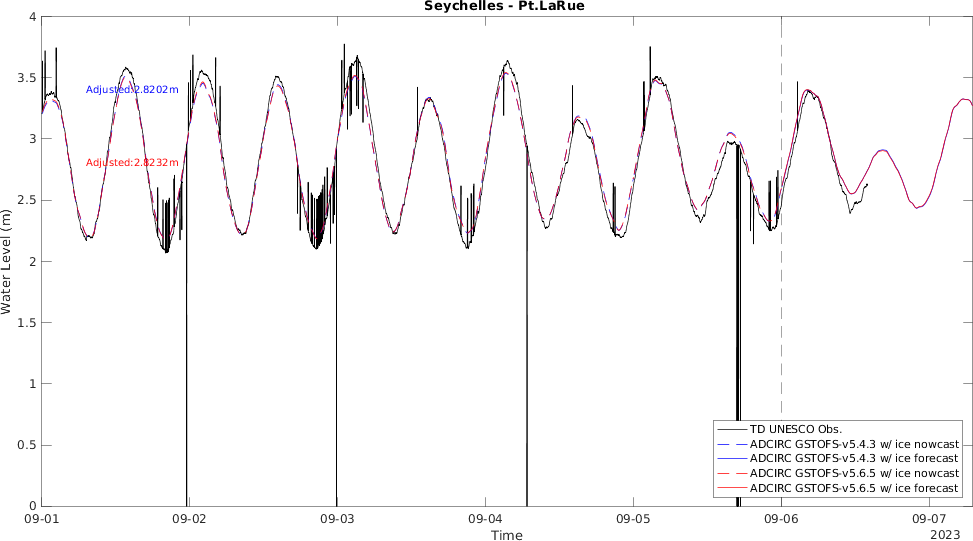 Seychelles - Pt.LaRue
4
3.5
3
2.5
2
1.5
1
0.5
0
Water Level (m)
Adjusted:2.8202m
Adjusted:2.8232m
TD UNESCO Obs.
ADCIRC GSTOFS-v5.4.3 w/ ice nowcast
ADCIRC GSTOFS-v5.4.3 w/ ice forecast
ADCIRC GSTOFS-v5.6.5 w/ ice nowcast
ADCIRC GSTOFS-v5.6.5 w/ ice forecast
09-01 09-02 09-03 09-04 09-05 09-06 09-07
Time
2023